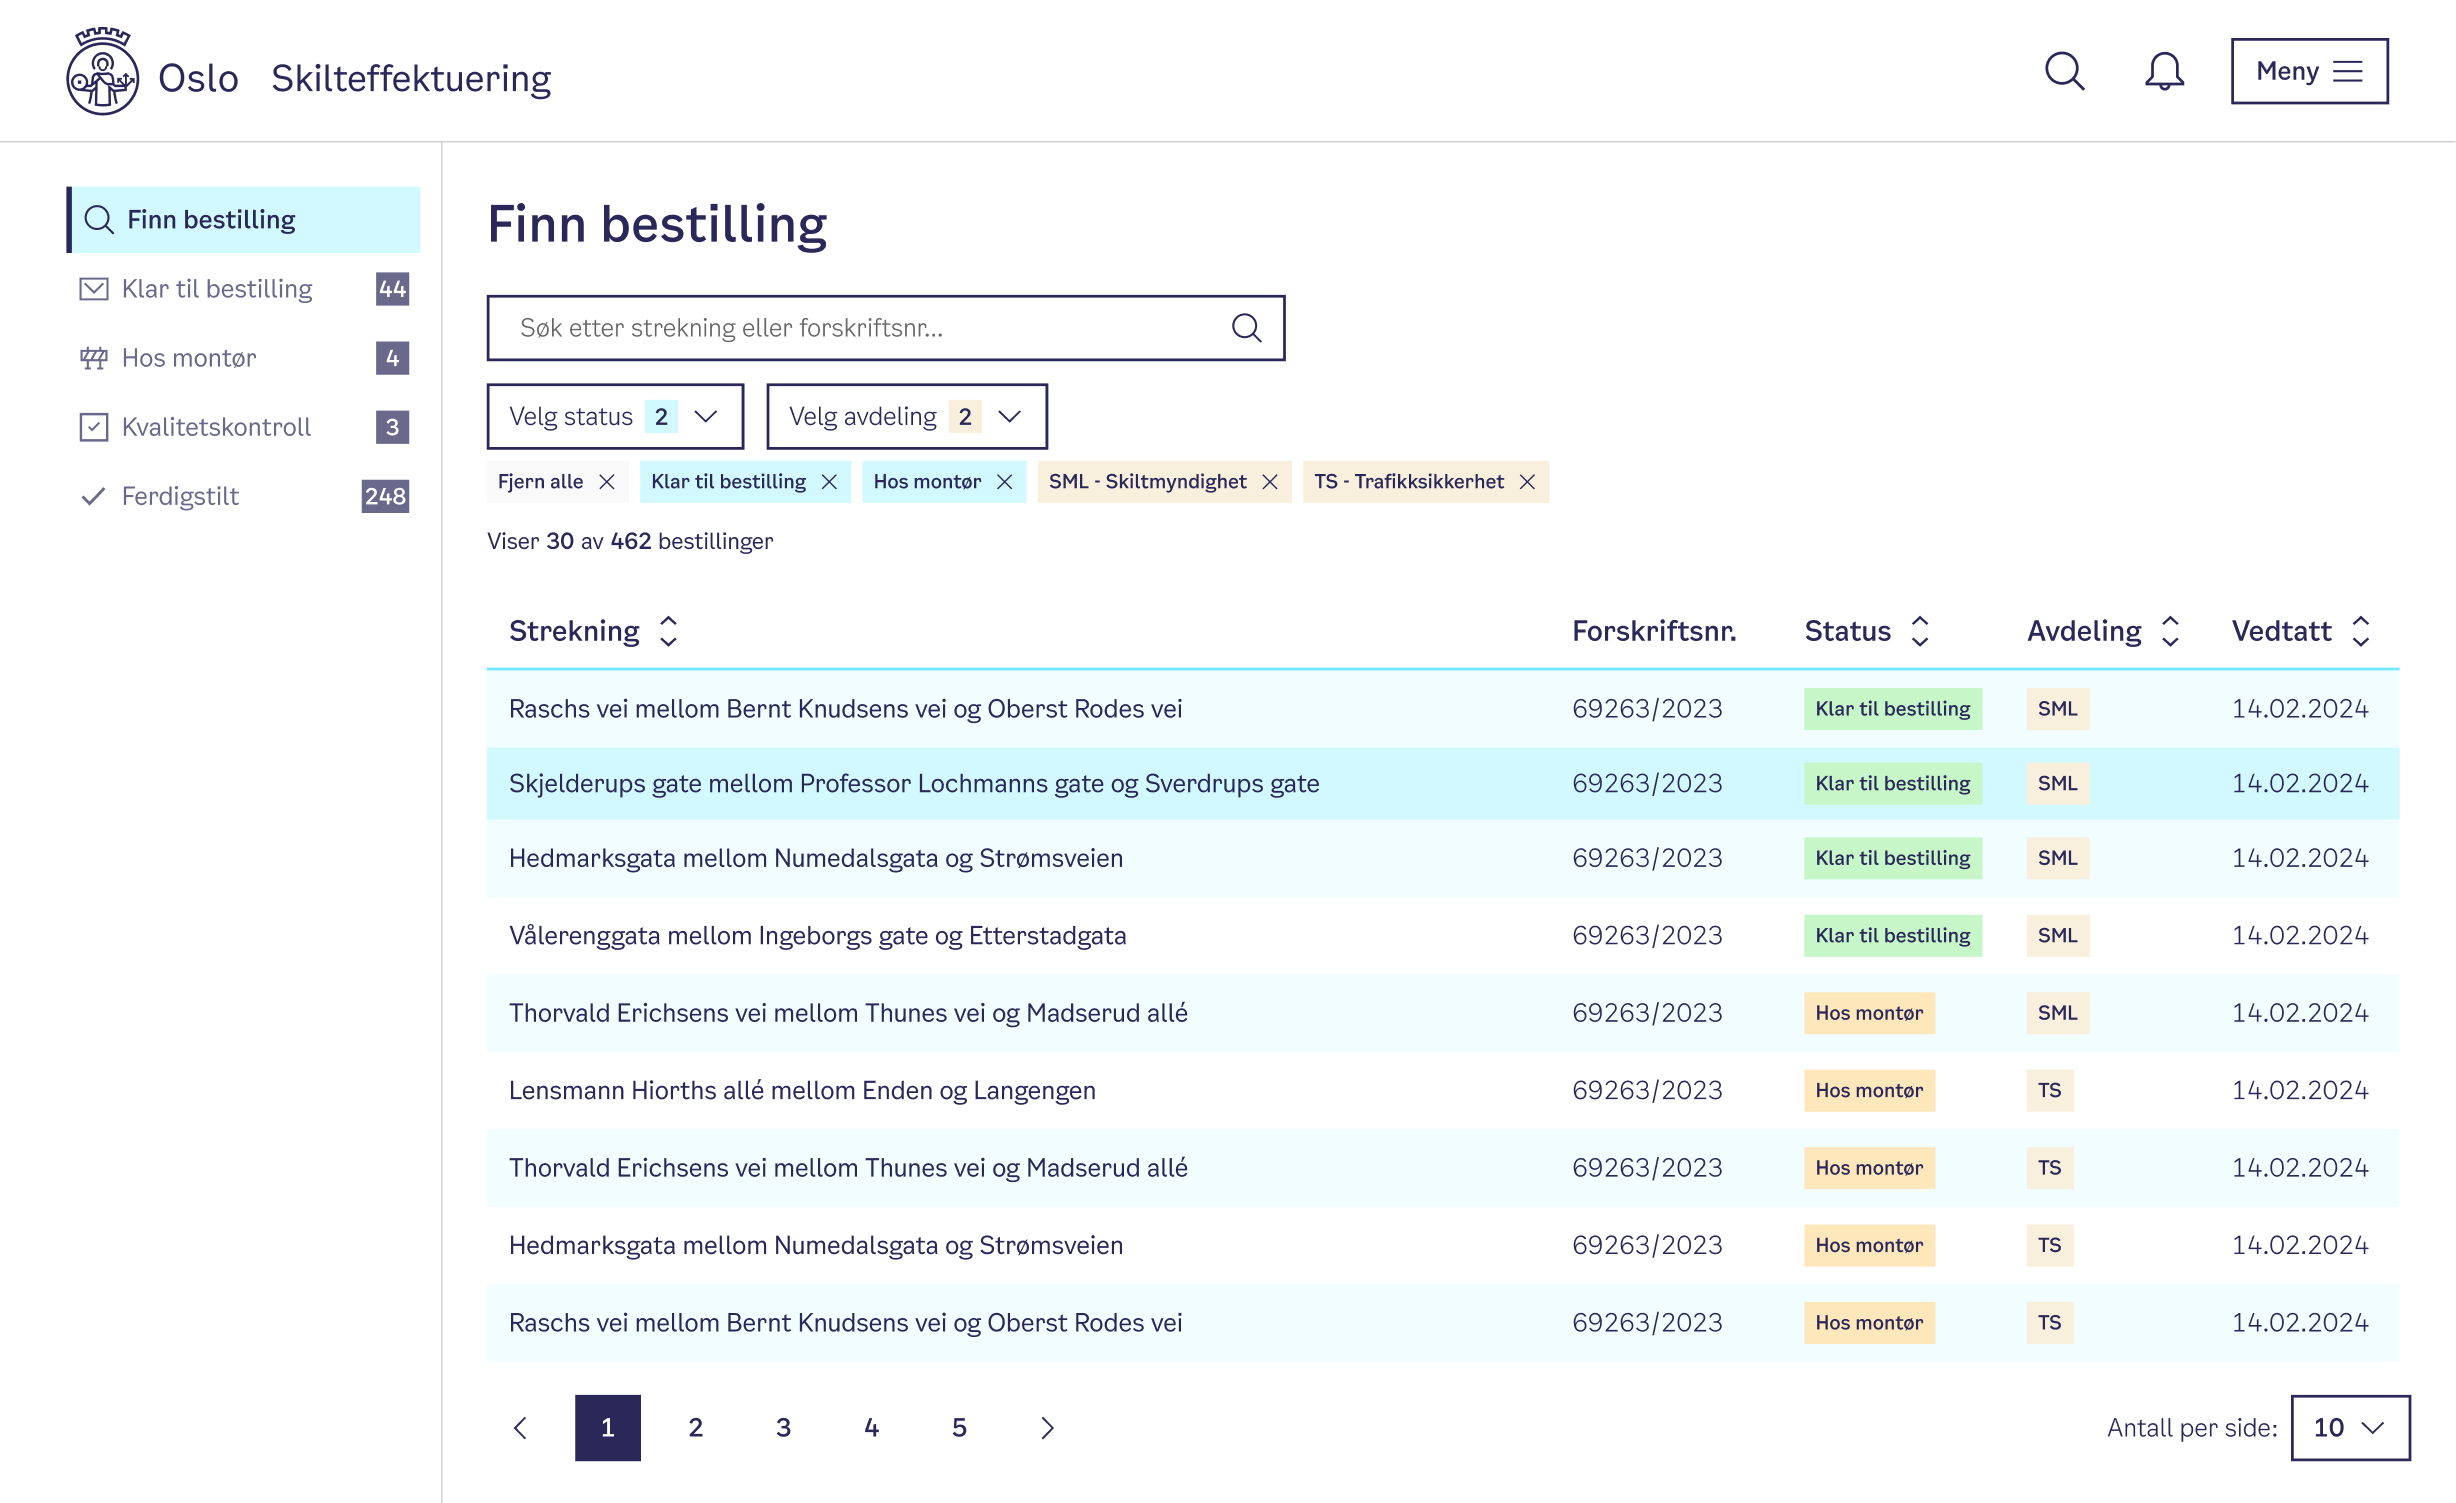 Oslo Skilteffektuering
Meny
Finn bestilling
Klar til bestilling 44
Hos montør 4
Kvalitetskontroll 3
Ferdigstilt 248
Finn bestilling
Søk etter strekning eller forskriftsnr...
Velg status 2 Velg avdeling 2
Fjern alle Klar til bestilling Hos montør SML - Skiltmyndighet TS - Trafikksikkerhet
Viser 30 av 462 bestillinger
Strekning Forskriftsnr. Status Avdeling Vedtatt
Raschs vei mellom Bernt Knudsens vei og Oberst Rodes vei 69263/2023 Klar til bestilling SML 14.02.2024
Skjelderups gate mellom Professor Lochmanns gate og Sverdrups gate 69263/2023 Klar til bestilling SML 14.02.2024
Hedmarksgata mellom Numedalsgata og Strømsveien 69263/2023 Klar til bestilling SML 14.02.2024
Vålerenggata mellom Ingeborgs gate og Etterstadgata 69263/2023 Klar til bestilling SML 14.02.2024
Thorvald Erichsens vei mellom Thunes vei og Madserud allé 69263/2023 Hos montør SML 14.02.2024
Lensmann Hiorths allé mellom Enden og Langengen 69263/2023 Hos montør TS 14.02.2024
Thorvald Erichsens vei mellom Thunes vei og Madserud allé 69263/2023 Hos montør TS 14.02.2024
Hedmarksgata mellom Numedalsgata og Strømsveien 69263/2023 Hos montør TS 14.02.2024
Raschs vei mellom Bernt Knudsens vei og Oberst Rodes vei 69263/2023 Hos montør TS 14.02.2024
1 2 3 4 5 Antall per side: 10